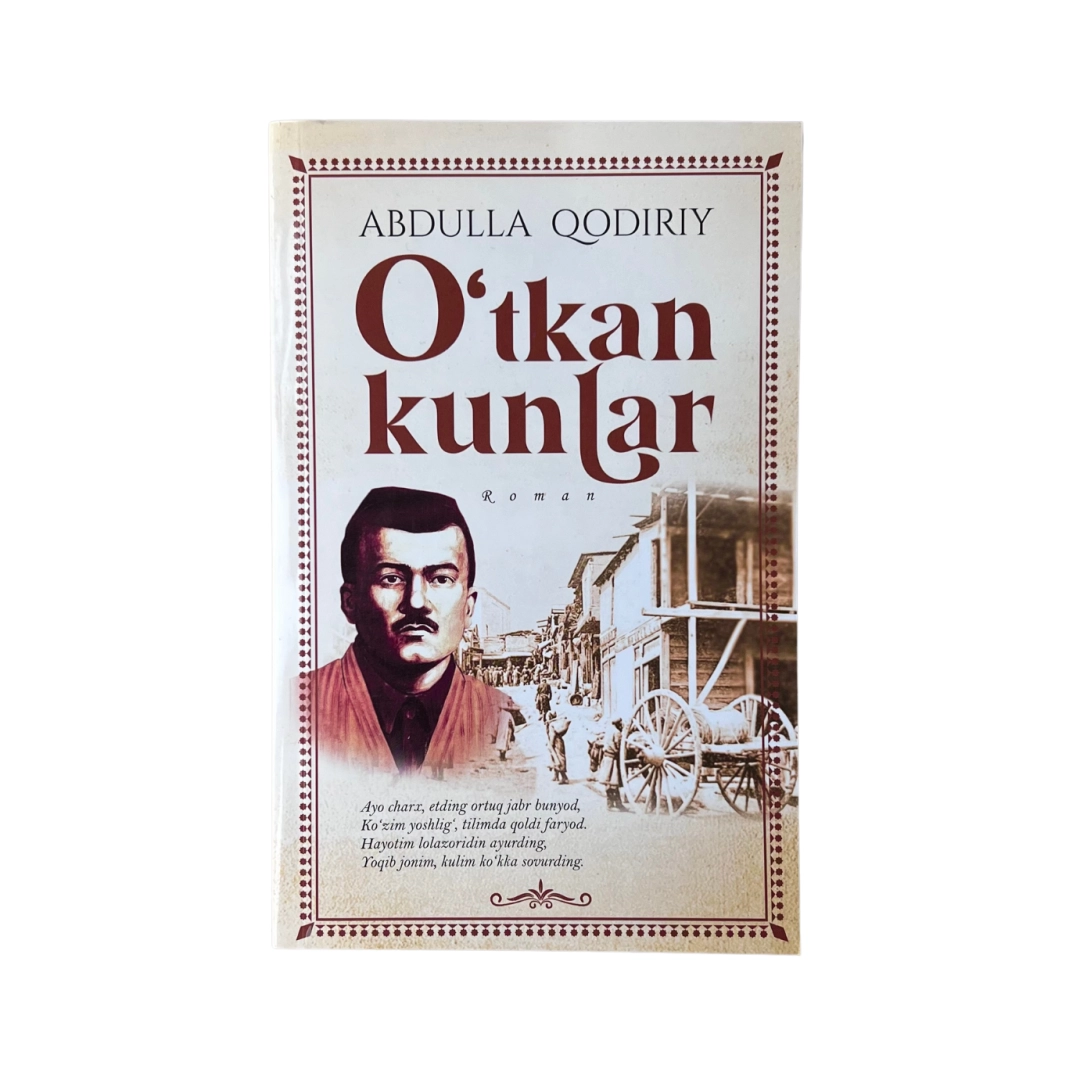 ABDULLA QODIRIY
O‘tkan
kunlar
Roman
Ayo charx, etding ortuq jabr bunyod,
Ko‘zim yoshlig‘, tilimda qoldi faryod.
Hayotim lolazoridin ayurding,
Yoqib jonim, kulim ko‘kka sovurding.